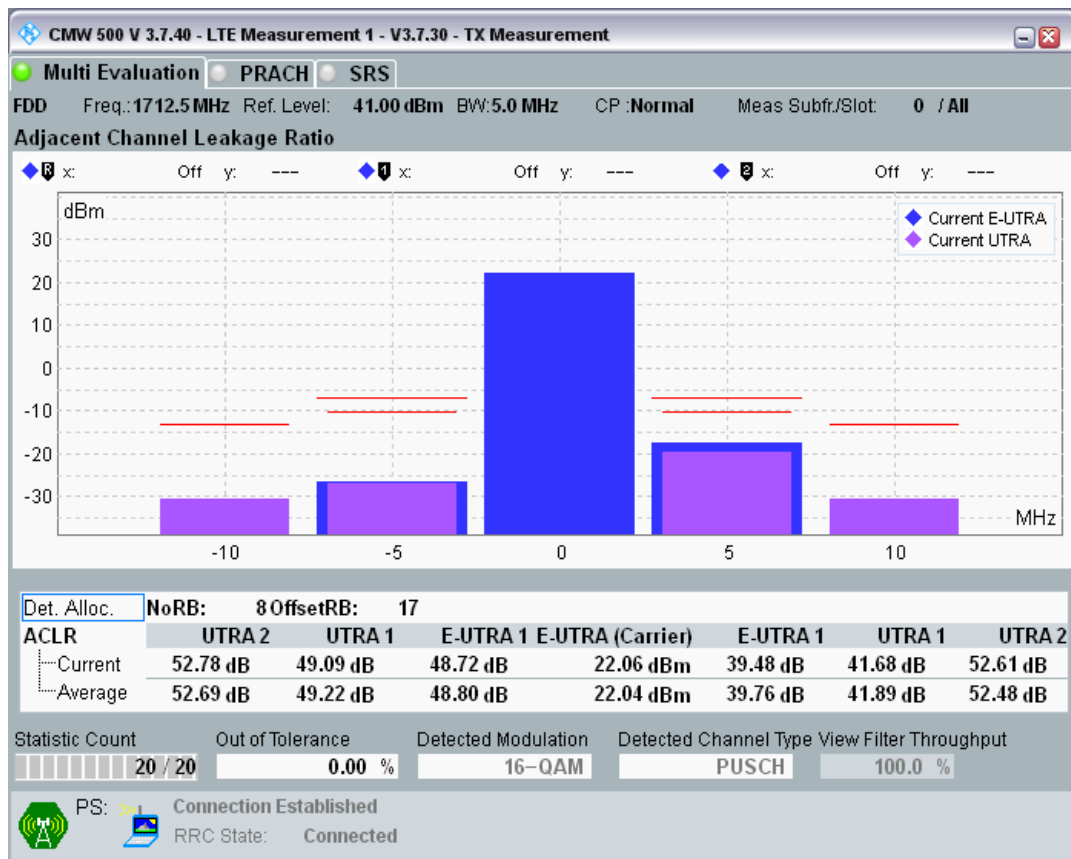 CMW 500 V 3.7.40 - LTE Measurement 1 - V3.7.30 - TX Measurement
Multi Evaluation PRACH SRS
FDD Freq.:1712.5 MHz Ref. Level: 41.00 dBm BW:5.0 MHz CP :Normal Meas Subfr./Slot: 0 / All
Adjacent Channel Leakage Ratio
R x: Off y: --- 1 x: Off y: --- 2 x: Off y: ---
dBm
Current E-UTRA
Current UTRA
30
20
10
0
-10
-20
-30
MHz
-10 -5 0 5 10
Det. Alloc. NoRB: 8 OffsetRB: 17
ACLR UTRA 2 UTRA 1 E-UTRA 1 E-UTRA (Carrier) E-UTRA 1 UTRA 1 UTRA 2
Current 52.78 dB 49.09 dB 48.72 dB 22.06 dBm 39.48 dB 41.68 dB 52.61 dB
Average 52.69 dB 49.22 dB 48.80 dB 22.04 dBm 39.76 dB 41.89 dB 52.48 dB
Statistic Count Out of Tolerance Detected Modulation Detected Channel Type View Filter Throughput
20 / 20 0.00 % 16-QAM PUSCH 100.0 %
PS: Connection Established
RRC State: Connected